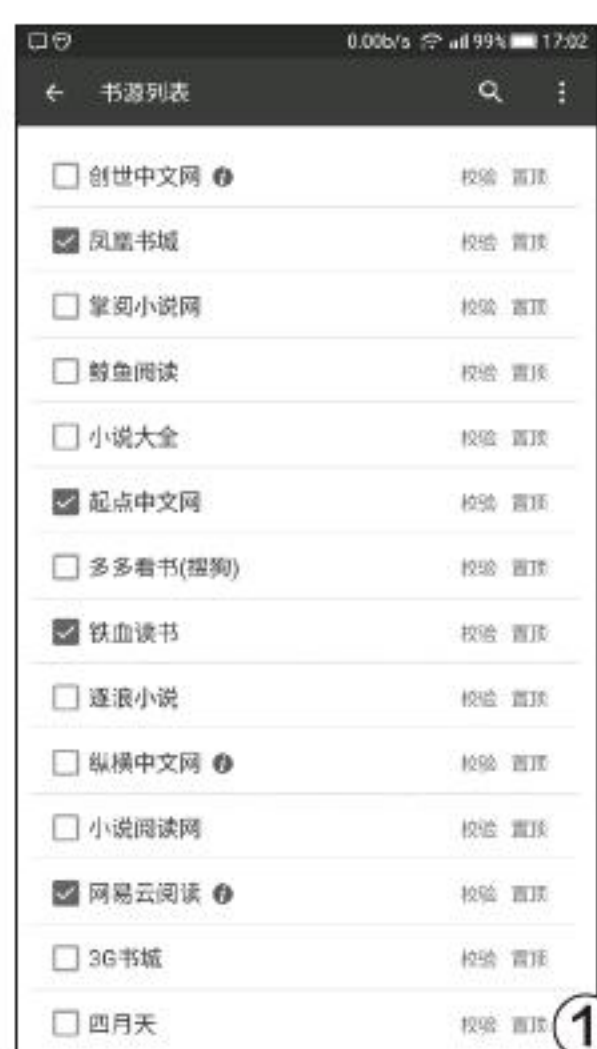 0.00b/s 99% 17:02
书源列表
创世中文网 校验 置顶
凤凰书城 校验 置顶
掌阅小说网 校验 置顶
鲸鱼阅读 校验 置顶
小说大全 校验 置顶
起点中文网 校验 置顶
多多看书(搜狗) 校验 置顶
铁血读书 校验 置顶
逐浪小说 校验 置顶
纵横中文网 校验 置顶
小说阅读网 校验 置顶
网易云阅读 校验 置顶
3G书城 校验 置顶
四月天 校验 置顶
1